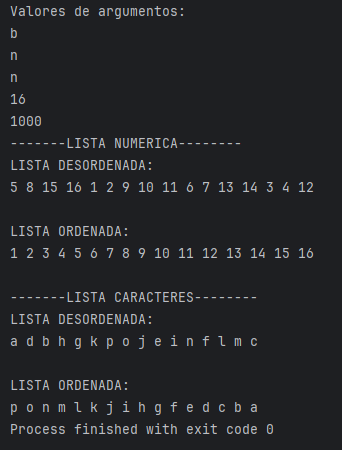 Valores de argumentos:
b
n
n
16
1000
-------LISTA NUMERICA--------
LISTA DESORDENADA:
5 8 15 16 1 2 9 10 11 6 7 13 14 3 4 12
LISTA ORDENADA:
1 2 3 4 5 6 7 8 9 10 11 12 13 14 15 16
-------LISTA CARACTERES--------
LISTA DESORDENADA:
a d b h g k p o j e i n f l m c
LISTA ORDENADA:
p o n m l k j i h g f e d c b a
Process finished with exit code 0